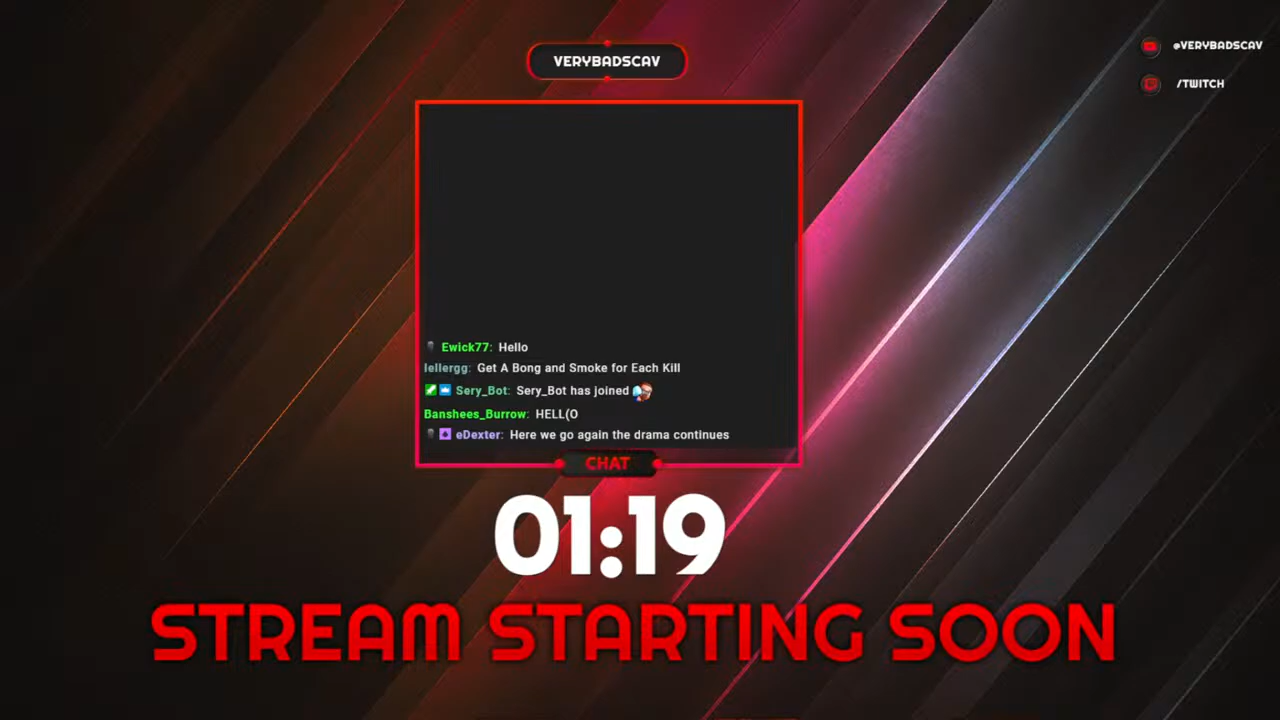 VERYBADSCAV
@VERYBADSCAV
/TWITCH
Ewick77: Hello
lellergg: Get A Bong and Smoke for Each Kill
Sery_Bot: Sery_Bot has joined
Banshees_Burrow: HELL(O
eDexter: Here we go again the drama continues
CHAT
01:19
STREAM STARTING SOON